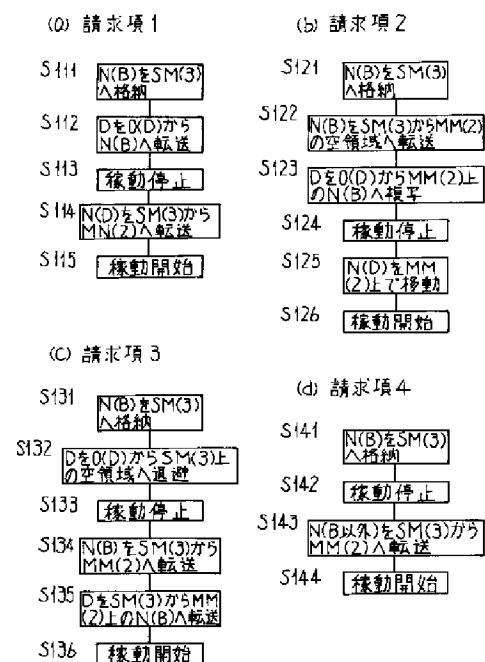 (a) 請求項1
S111
N(B)をSM(3)
へ格納
S112
DをO(D)から
N(B)へ転送
S113
稼動停止
S114
N(D)をSM(3)から
MN(2)へ転送
S115
稼動開始
(b) 請求項2
S121
N(B)をSM(3)
へ格納
S122
N(B)をSM(3)からMM(2)
の空領域へ転送
S123
DをO(D)からMM(2)上
のN(B)へ複写
S124
稼動停止
S125
N(D)をMM
(2)上で移動
S126
稼動開始
(c) 請求項3
S131
N(B)をSM(3)
へ格納
S132
DをO(D)からSM(3)上
の空領域へ退避
S133
稼動停止
S134
N(B)をSM(3)から
MM(2)へ転送
S135
DをSM(3)からMM
(2)上のN(B)へ転送
S136
稼動開始
(d) 請求項4
S141
N(B)をSM(3)
へ格納
S142
稼動停止
S143
N(B以外)をSM(3)から
MM(2)へ転送
S144
稼動開始